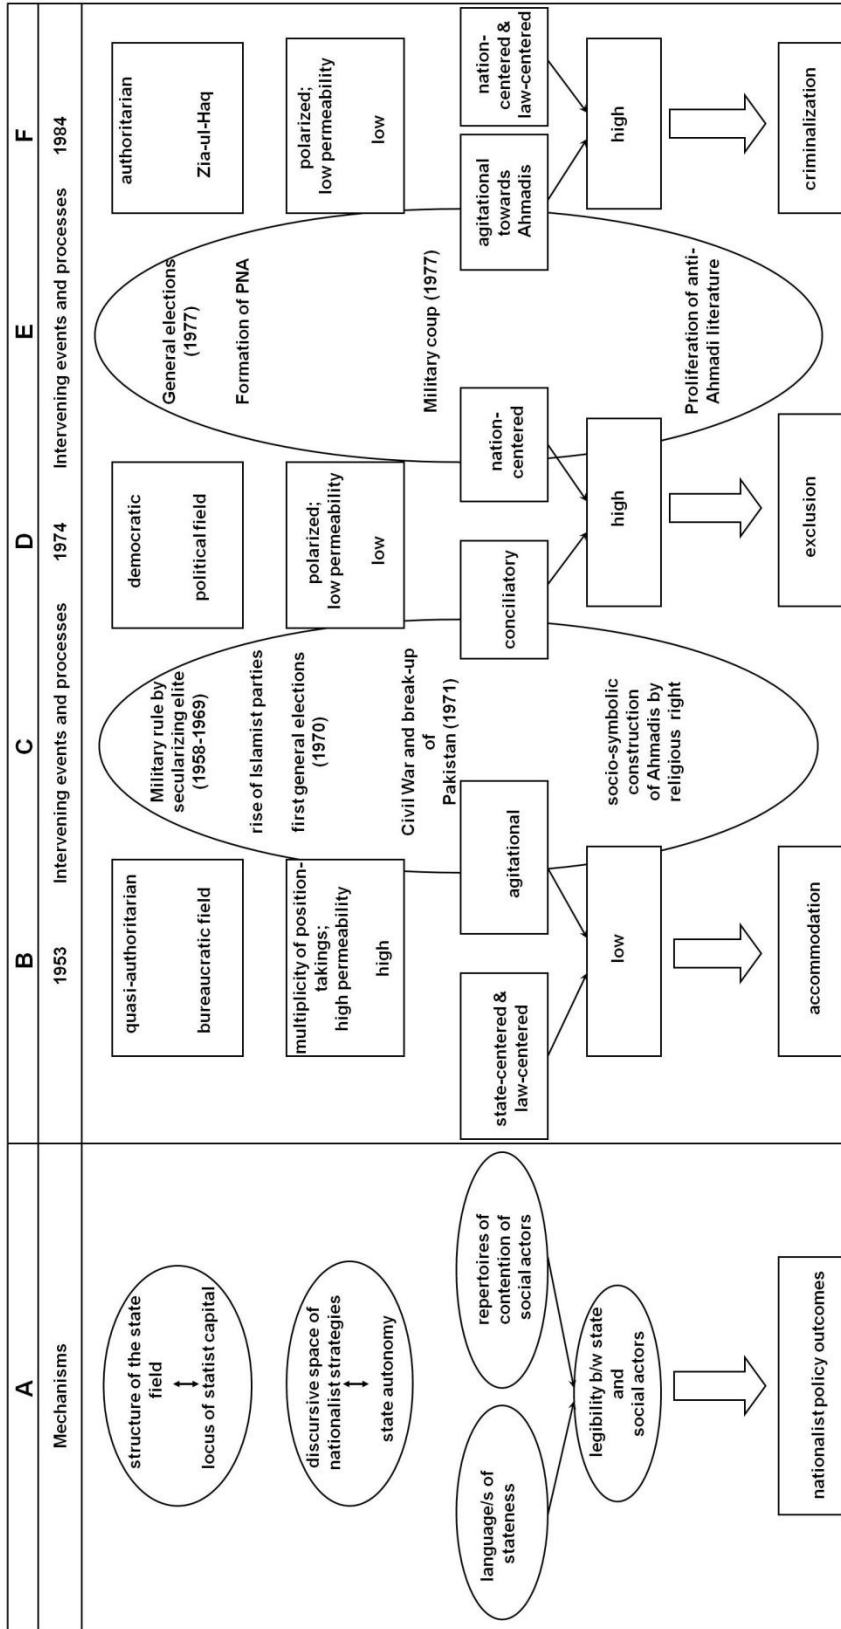 A
B
C
D
E
F
Mechanisms
1953
Intervening events and processes
1974
Intervening events and processes
1984
structure of the state
field
locus of statist capital
discursive space of
nationalist strategies
state autonomy
language/s of
stateness
repertoires of
contention of
social actors
legibility b/w state
and
social actors
nationalist policy outcomes
quasi-authoritarian
bureaucratic field
multiplicity of position-
takings;
high permeability
high
state-centered &
law-centered
agitational
low
accommodation
Military rule by
secularizing elite
(1958-1969)
rise of Islamist parties
first general elections
(1970)
Civil War and break-up
of
Pakistan (1971)
socio-symbolic
construction
of Ahmadis by
religious right
democratic
political field
polarized;
low permeability
low
conciliatory
nation-
centered
high
exclusion
General elections
(1977)
Formation of PNA
Military coup (1977)
Proliferation of anti-
Ahmadi literature
authoritarian
Zia-ul-Haq
polarized;
low permeability
low
agitational
towards
Ahmadis
nation-
centered &
law-centered
high
criminalization